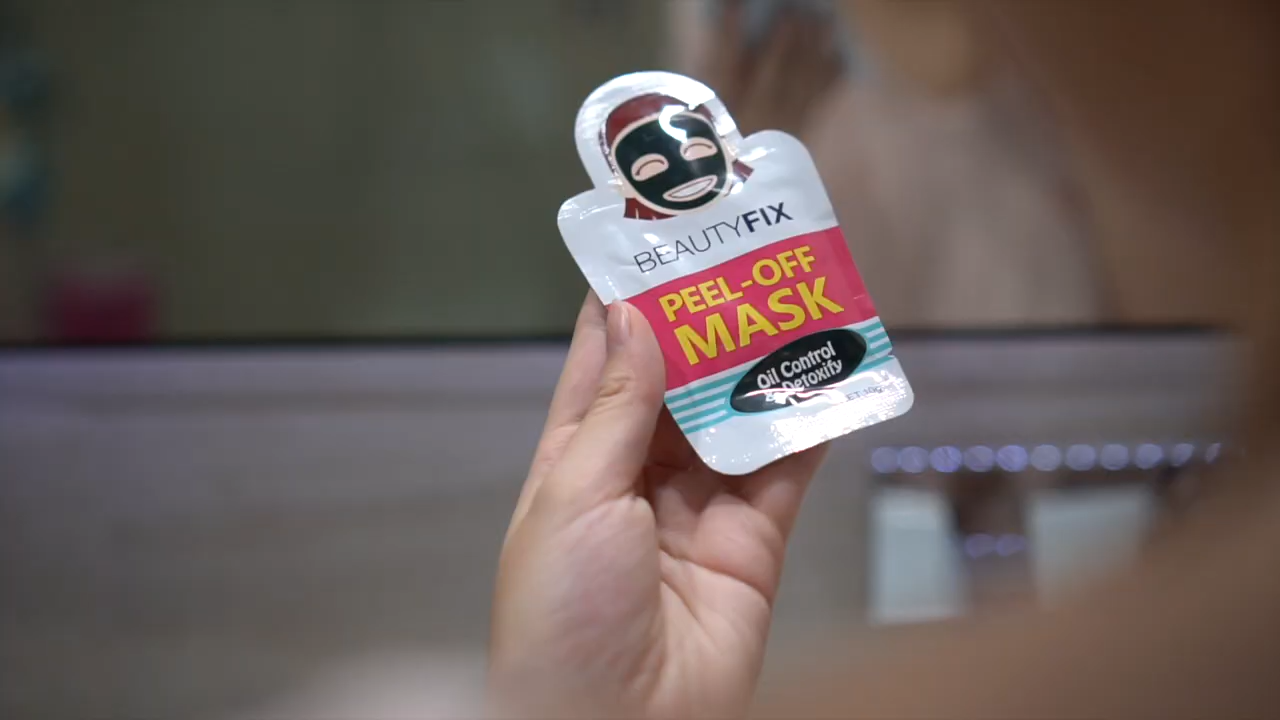 BEAUTYFIX
PEEL-OFF
MASK
Oil Control
& Detoxify